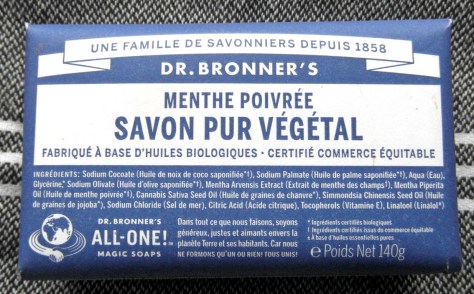 UNE FAMILLE DE SAVONNIERS DEPUIS 1858
DR. BRONNER'S
MENTHE POIVRÉE
SAVON PUR VÉGÉTAL
FABRIQUÉ À BASE D'HUILES BIOLOGIQUES • CERTIFIÉ COMMERCE ÉQUITABLE
INGRÉDIENTS: Sodium Cocoate (Huile de noix de coco saponifiée*†), Sodium Palmate (Huile de palme saponifiée*†), Aqua (Eau),
Glycérine,* Sodium Olivate (Huile d'olive saponifiée*†), Mentha Arvensis Extract (Extrait de menthe des champs†), Mentha Piperita
Oil (Huile de menthe poivrée*†), Cannabis Sativa Seed Oil (Huile de graines de chanvre*), Simmondsia Chinensis Seed Oil (Huile
de graines de jojoba*), Sodium Chloride (Sel de mer), Citric Acid (Acide citrique), Tocopherols (Vitamine E), Linalool (Linalol°)
DR. BRONNER'S
ALL-ONE!
MAGIC SOAPS
Dans tout ce que nous faisons, soyons
généreux, justes et aimants envers la
planète Terre et ses habitants. Car nous
NE FORMONS QU'UN OU RIEN! TOUS UNIS!
Ingrédients certifiés biologiques
Ingrédients certifiés issus du commerce équitable
À base d'huiles essentielles pures
℮ Poids Net 140g